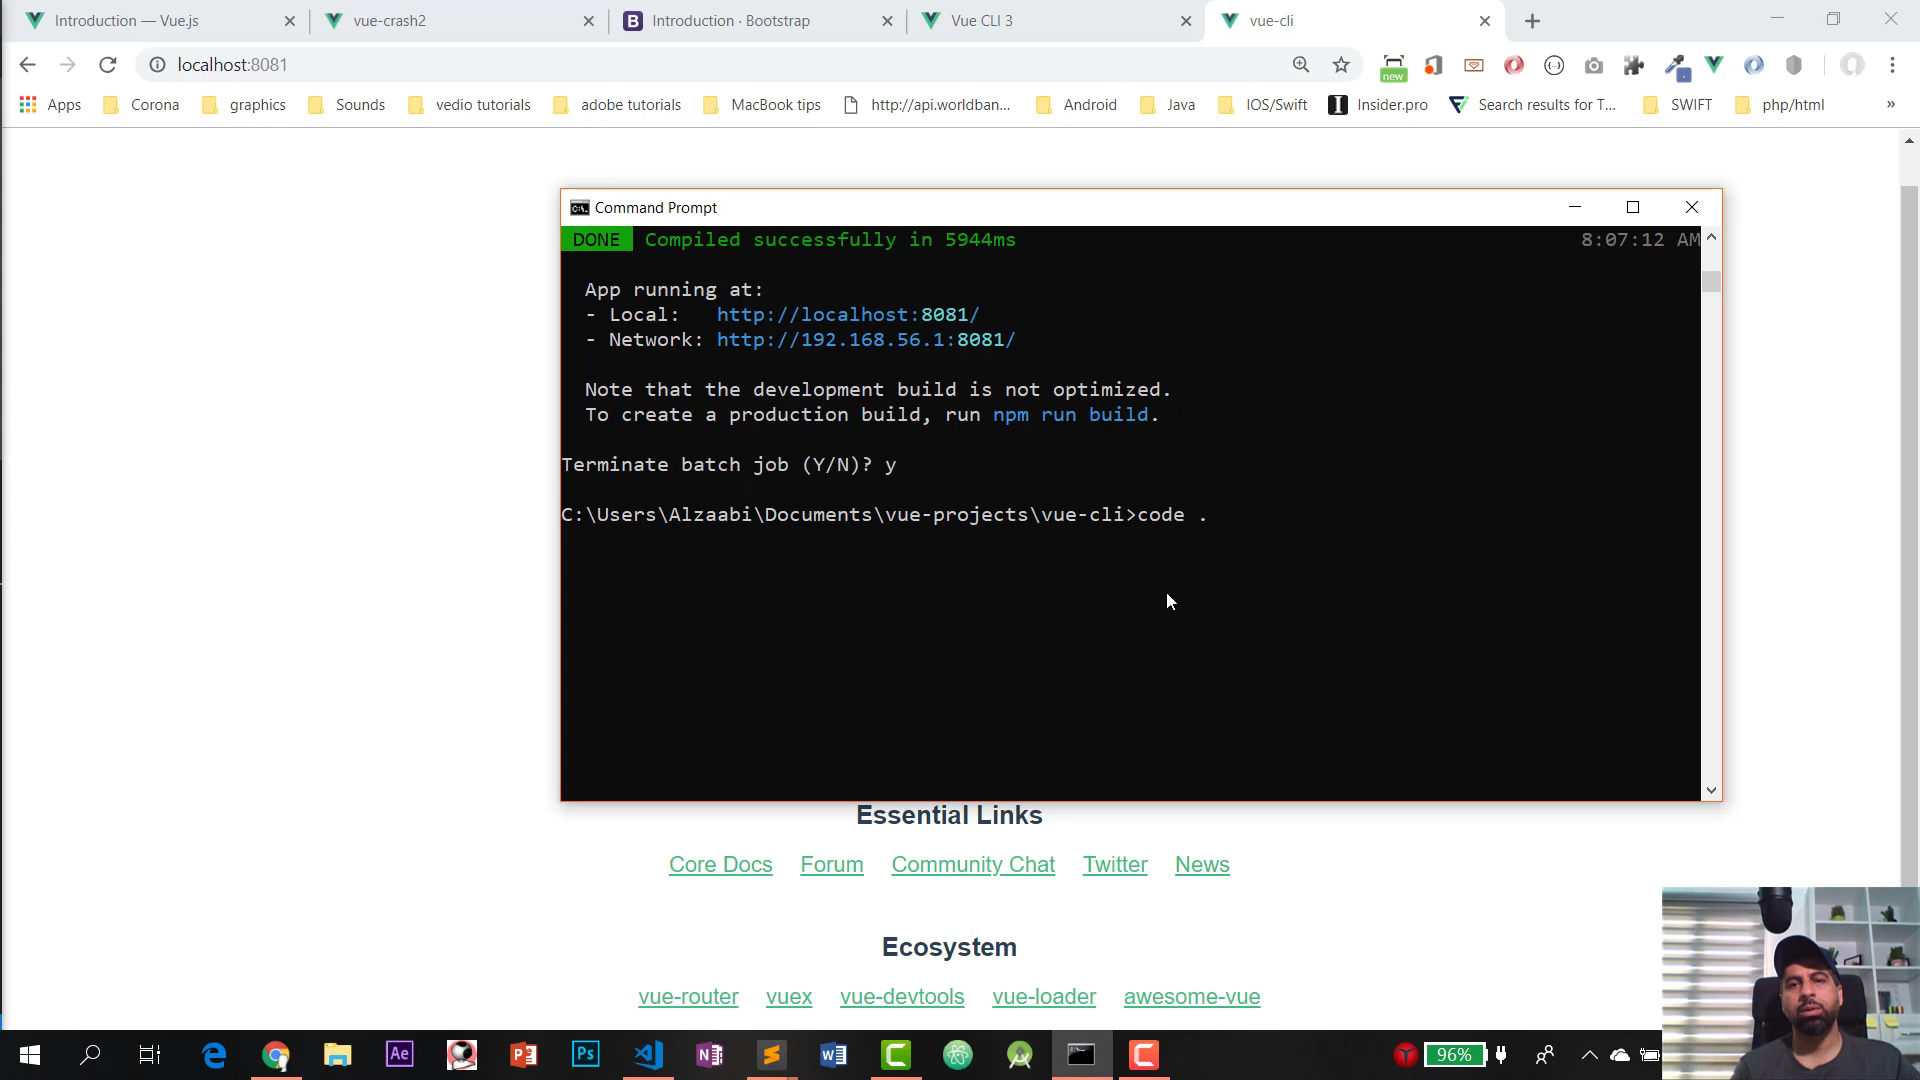 Introduction — Vue.js
vue-crash2
Introduction · Bootstrap
Vue CLI 3
vue-cli
localhost:8081
new
Apps
Corona
graphics
Sounds
vedio tutorials
adobe tutorials
MacBook tips
http://api.worldban...
Android
Java
IOS/Swift
Insider.pro
Search results for T...
SWIFT
php/html
»
Command Prompt
DONE Compiled successfully in 5944ms 8:07:12 AM
App running at:
- Local: http://localhost:8081/
- Network: http://192.168.56.1:8081/
Note that the development build is not optimized.
To create a production build, run npm run build.
Terminate batch job (Y/N)? y
C:\Users\Alzaabi\Documents\vue-projects\vue-cli>code .
Essential Links
Core Docs Forum Community Chat Twitter News
Ecosystem
vue-router vuex vue-devtools vue-loader awesome-vue
96%